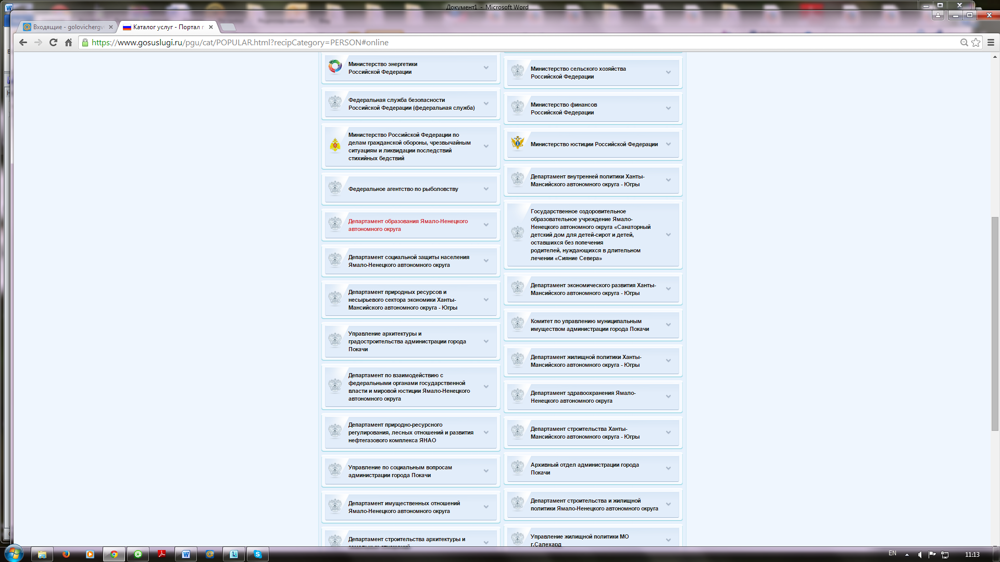 Документ1 - Microsoft Word
Входящие - golovicherg
Каталог услуг - Портал г
https://www.gosuslugi.ru/pgu/cat/POPULAR.html?recipCategory=PERSON#online
Министерство энергетики
Российской Федерации
Федеральная служба безопасности
Российской Федерации (федеральная служба)
Министерство Российской Федерации по
делам гражданской обороны, чрезвычайным
ситуациям и ликвидации последствий
стихийных бедствий
Федеральное агентство по рыболовству
Департамент образования Ямало-Ненецкого
автономного округа
Департамент социальной защиты населения
Ямало-Ненецкого автономного округа
Департамент природных ресурсов и
несырьевого сектора экономики Ханты-
Мансийского автономного округа - Югры
Управление архитектуры и
градостроительства администрации города
Покачи
Департамент по взаимодействию с
федеральными органами государственной
власти и мировой юстиции Ямало-Ненецкого
автономного округа
Департамент природно-ресурсного
регулирования, лесных отношений и развития
нефтегазового комплекса ЯНАО
Управление по социальным вопросам
администрации города Покачи
Департамент имущественных отношений
Ямало-Ненецкого автономного округа
Департамент строительства архитектуры и
Министерство сельского хозяйства
Российской Федерации
Министерство финансов
Российской Федерации
Министерство юстиции Российской Федерации
Департамент внутренней политики Ханты-
Мансийского автономного округа - Югры
Государственное оздоровительное
образовательное учреждение Ямало-
Ненецкого автономного округа «Санаторный
детский дом для детей-сирот и детей,
оставшихся без попечения
родителей, нуждающихся в длительном
лечении «Сияние Севера»
Департамент экономического развития Ханты-
Мансийского автономного округа - Югры
Комитет по управлению муниципальным
имуществом администрации города Покачи
Департамент жилищной политики Ханты-
Мансийского автономного округа - Югры
Департамент здравоохранения Ямало-
Ненецкого автономного округа
Департамент строительства Ханты-
Мансийского автономного округа - Югры
Архивный отдел администрации города
Покачи
Департамент строительства и жилищной
политики Ямало-Ненецкого автономного округа
Управление жилищной политики МО
г.Салехард
EN
11:13